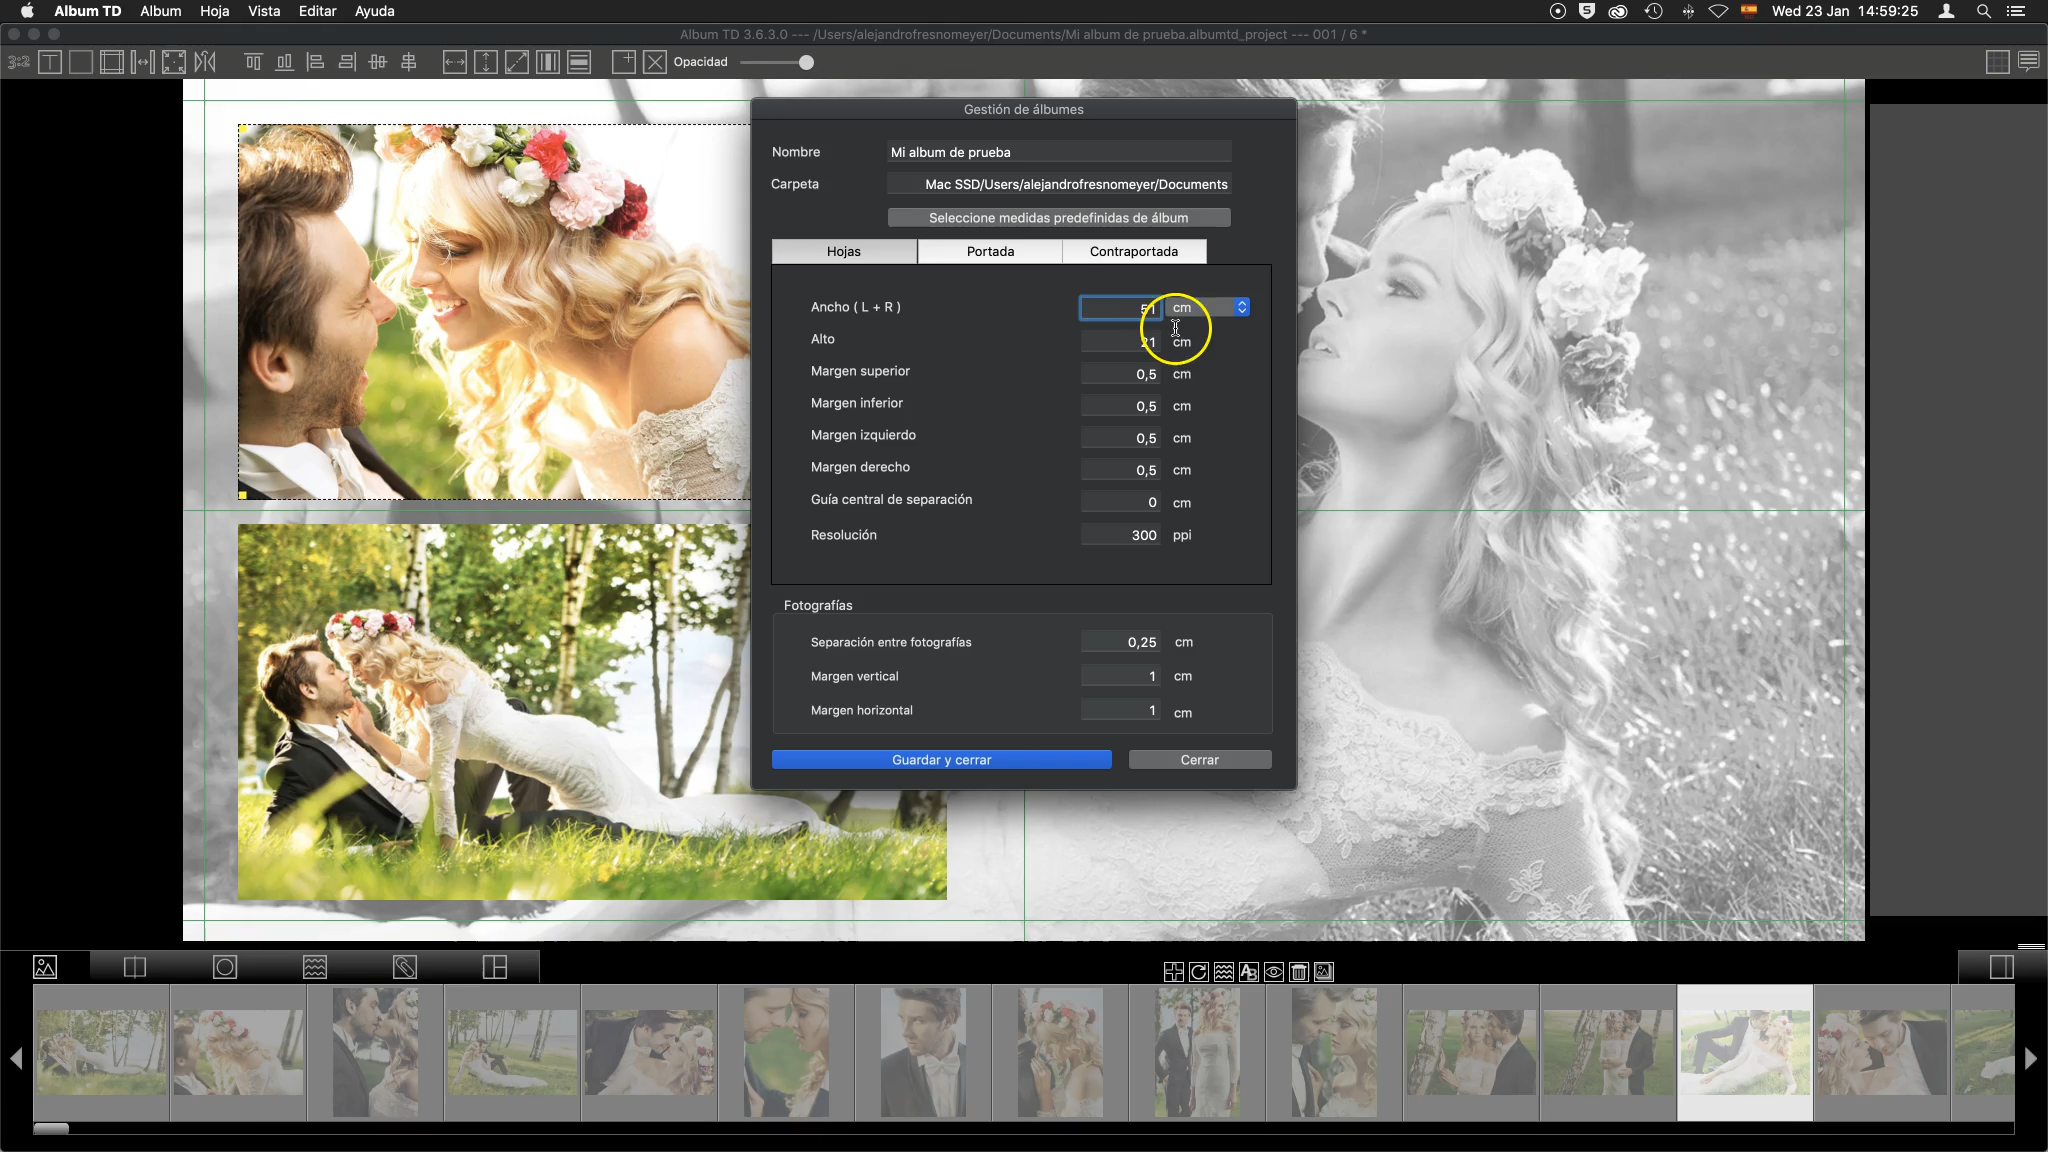 Album TD Album Hoja Vista Editar Ayuda Wed 23 Jan 14:59:25
Album TD 3.6.3.0 --- /Users/alejandrofresnomeyer/Documents/Mi album de prueba.albumtd_project --- 001 / 6 *
3:2 Opacidad
Gestión de álbumes
Nombre Mi album de prueba
Carpeta Mac SSD/Users/alejandrofresnomeyer/Documents
Seleccione medidas predefinidas de álbum
Hojas Portada Contraportada
Ancho ( L + R ) 51 cm
Alto 21 cm
Margen superior 0,5 cm
Margen inferior 0,5 cm
Margen izquierdo 0,5 cm
Margen derecho 0,5 cm
Guía central de separación 0 cm
Resolución 300 ppi
Fotografías
Separación entre fotografías 0,25 cm
Margen vertical 1 cm
Margen horizontal 1 cm
Guardar y cerrar Cerrar